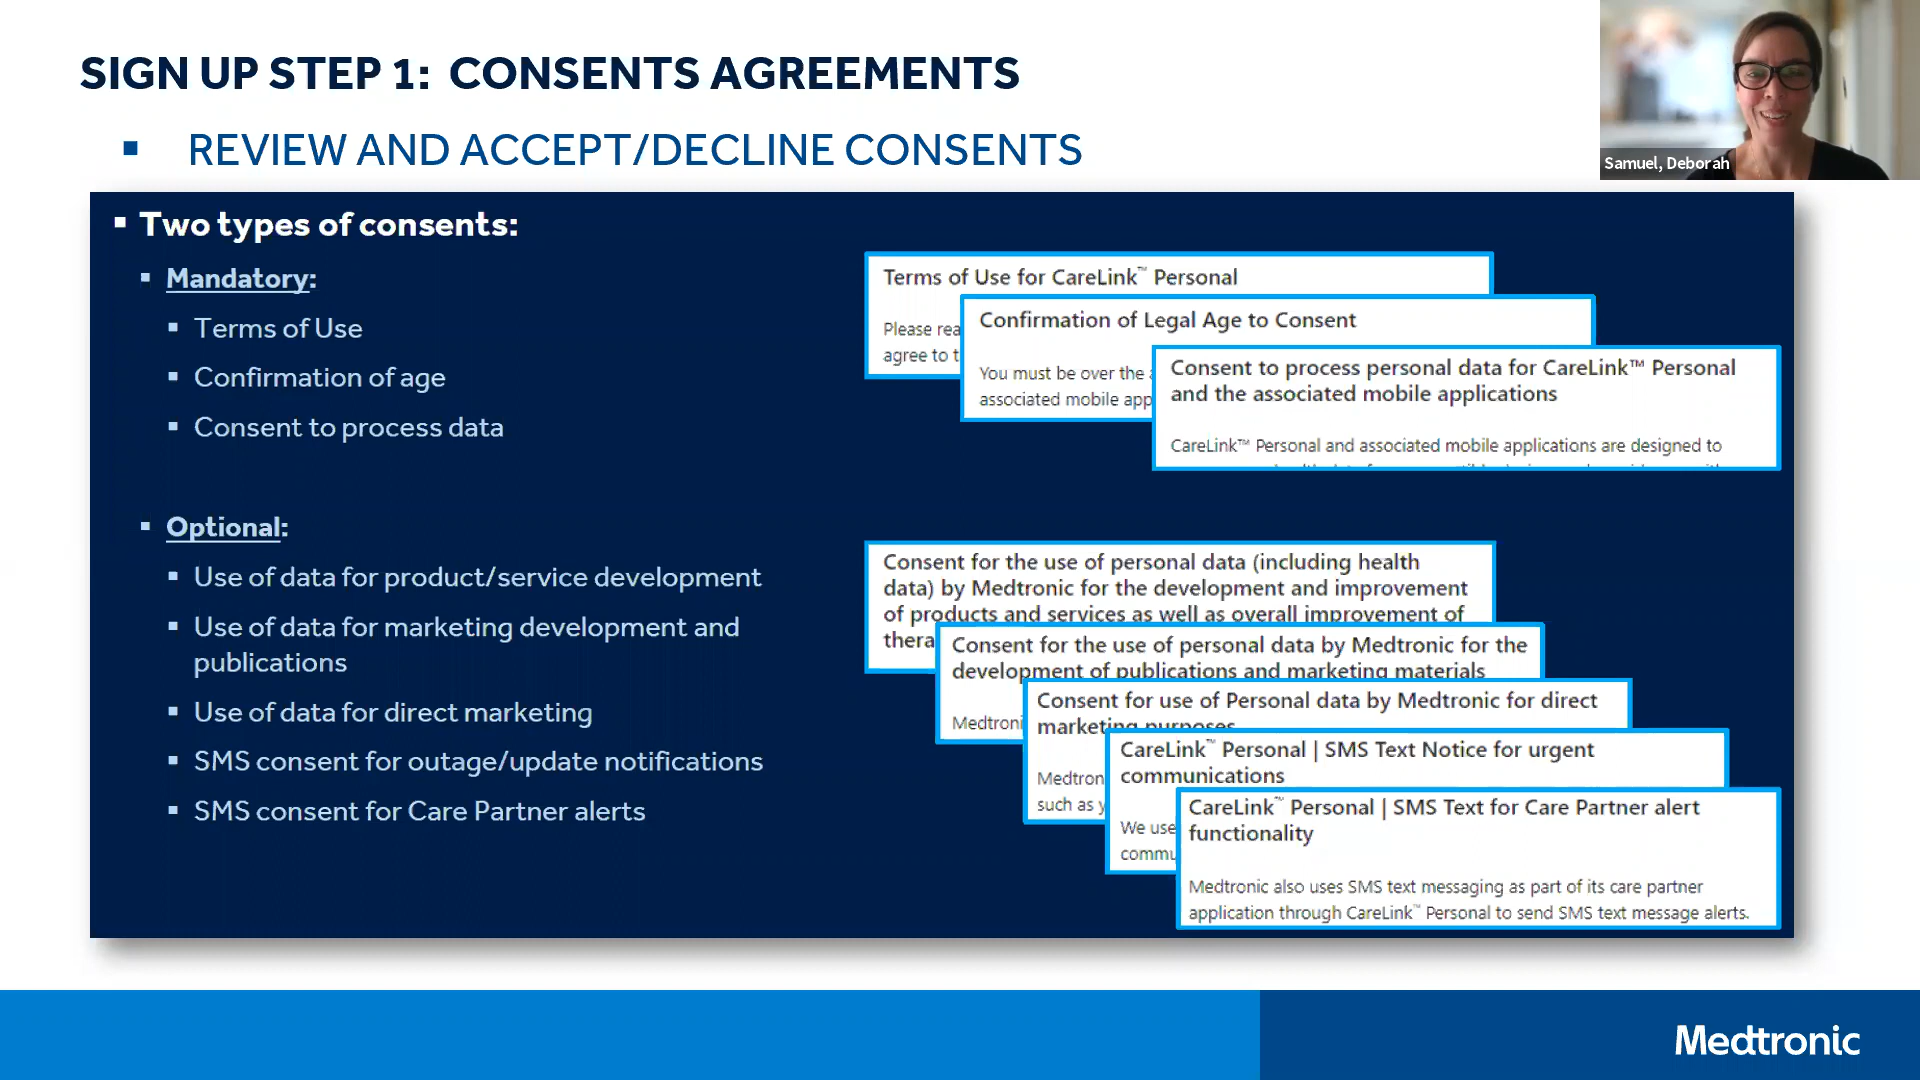 SIGN UP STEP 1: CONSENTS AGREEMENTS
REVIEW AND ACCEPT/DECLINE CONSENTS
Samuel, Deborah
Two types of consents:
Mandatory:
Terms of Use
Confirmation of age
Consent to process data
Optional:
Use of data for product/service development
Use of data for marketing development and
publications
Use of data for direct marketing
SMS consent for outage/update notifications
SMS consent for Care Partner alerts
Terms of Use for CareLink™ Personal
Please rea
agree to t
Confirmation of Legal Age to Consent
You must be over the
associated mobile app
Consent to process personal data for CareLink™ Personal
and the associated mobile applications
CareLink™ Personal and associated mobile applications are designed to
Consent for the use of personal data (including health
data) by Medtronic for the development and improvement
of products and services as well as overall improvement of
thera
Consent for the use of personal data by Medtronic for the
development of publications and marketing materials
Medtroni
Consent for use of Personal data by Medtronic for direct
marketing purposes
Medtron
such as y
CareLink™ Personal | SMS Text Notice for urgent
communications
We use
commu
CareLink™ Personal | SMS Text for Care Partner alert
functionality
Medtronic also uses SMS text messaging as part of its care partner
application through CareLink™ Personal to send SMS text message alerts.
Medtronic